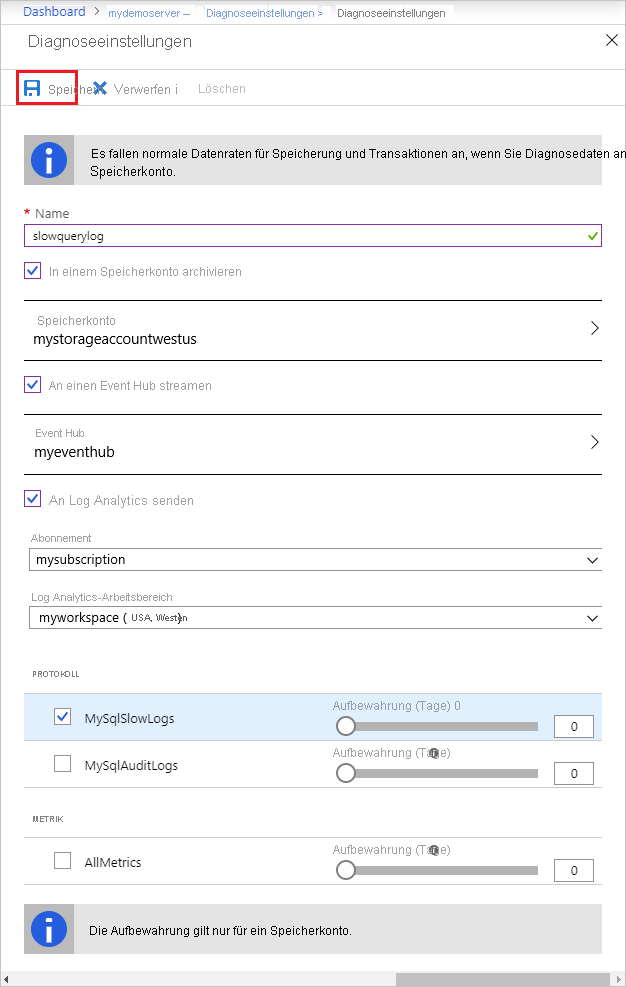 Dashboard > mydemoserver – Diagnoseeinstellungen > Diagnoseeinstellungen
Diagnoseeinstellungen
Speichern Verwerfen i Löschen
Es fallen normale Datenraten für Speicherung und Transaktionen an, wenn Sie Diagnosedaten an
Speicherkonto.
* Name
slowquerylog
In einem Speicherkonto archivieren
Speicherkonto
mystorageaccountwestus
An einen Event Hub streamen
Event Hub
myeventhub
An Log Analytics senden
Abonnement
mysubscription
Log Analytics-Arbeitsbereich
myworkspace ( USA, Westen)
PROTOKOLL
Aufbewahrung (Tage) 0
MySqlSlowLogs 0
Aufbewahrung (Tage)
MySqlAuditLogs 0
METRIK
Aufbewahrung (Tage)
AllMetrics 0
Die Aufbewahrung gilt nur für ein Speicherkonto.